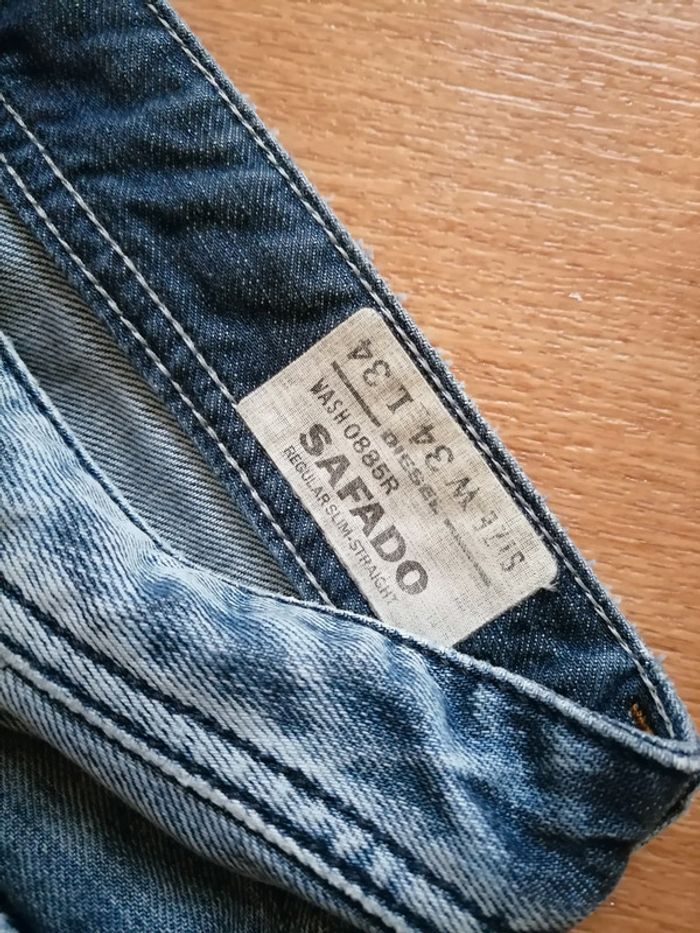 WASH 0885R
SAFADO
REGULAR SLIM-STRAIGHT
DIESEL
SIZE W 34 L 34